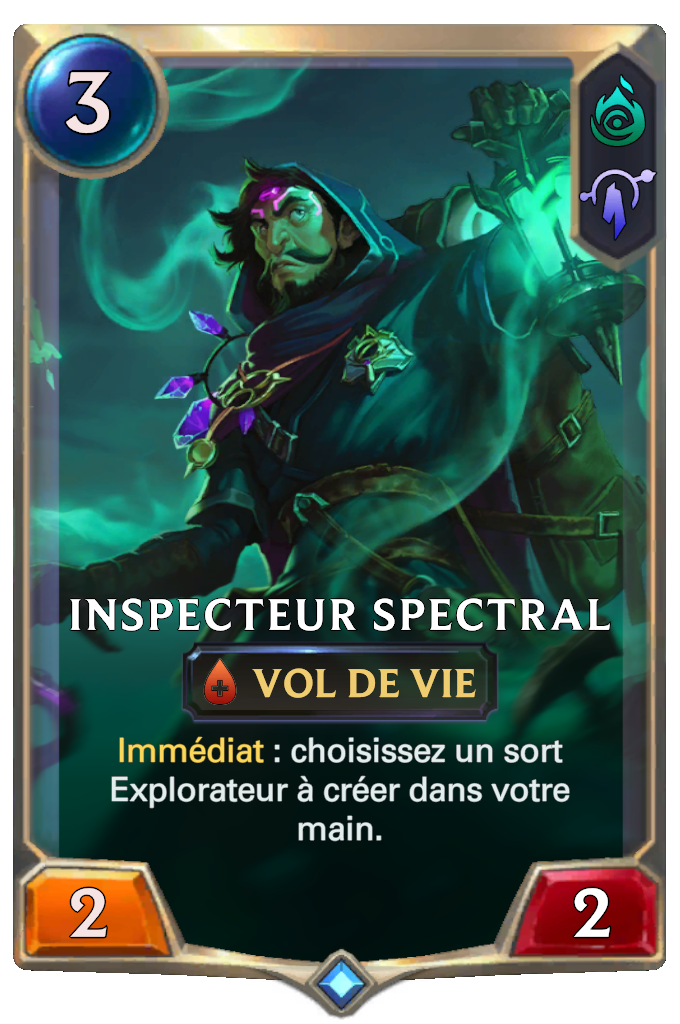 3
INSPECTEUR SPECTRAL
VOL DE VIE
Immédiat : choisissez un sort
Explorateur à créer dans votre
main.
2
2